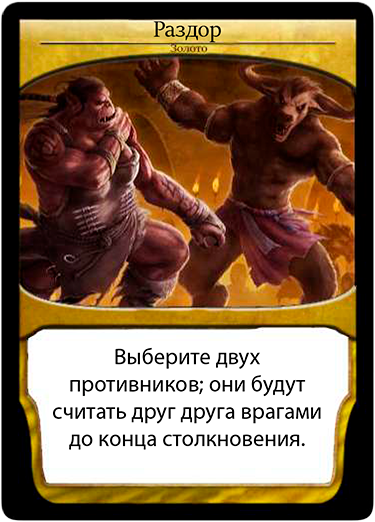 Раздор
Золото
Выберите двух
противников; они будут
считать друг друга врагами
до конца столкновения.